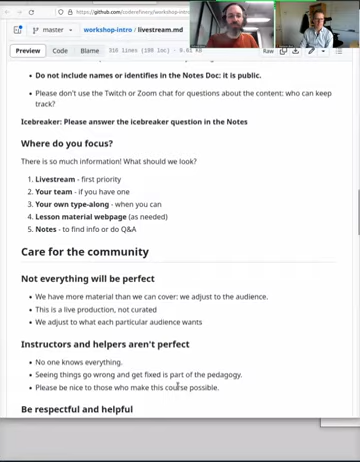 https://github.com/coderefinery/workshop-intro
master
workshop-intro / livestream.md
Preview
Code
Blame
Raw
Do not include names or identifies in the Notes Doc: it is public.
Please don't use the Twitch or Zoom chat for questions about the content: who can keep
track?
Icebreaker: Please answer the icebreaker question in the Notes
Where do you focus?
There is so much information! What should we look?
1. Livestream - first priority
2. Your team - if you have one
3. Your own type-along - when you can
4. Lesson material webpage (as needed)
5. Notes - to find info or do Q&A
Care for the community
Not everything will be perfect
We have more material than we can cover: we adjust to the audience.
This is a live production, not curated
We adjust to what each particular audience wants
Instructors and helpers aren't perfect
No one knows everything.
Seeing things go wrong and get fixed is part of the pedagogy.
Please be nice to those who make this course possible.
Be respectful and helpful